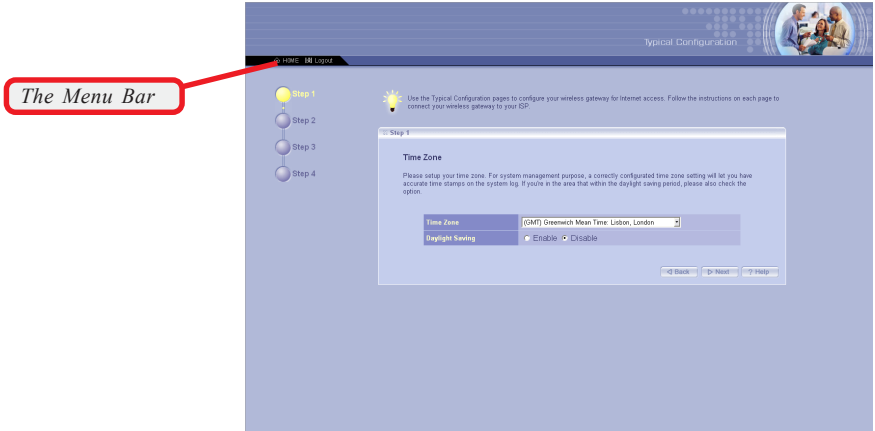 Typical Configuration
HOME Logout
The Menu Bar
Step 1
Step 2
Step 3
Step 4
Use the Typical Configuration pages to configure your wireless gateway for Internet access. Follow the instructions on each page to
connect your wireless gateway to your ISP.
Step 1
Time Zone
Please setup your time zone. For system management purpose, a correctly configurated time zone setting will let you have
accurate time stamps on the system log. If you're in the area that within the daylight saving period, please also check the
option.
Time Zone (GMT) Greenwich Mean Time: Lisbon, London
Daylight Saving Enable Disable
Back Next ? Help